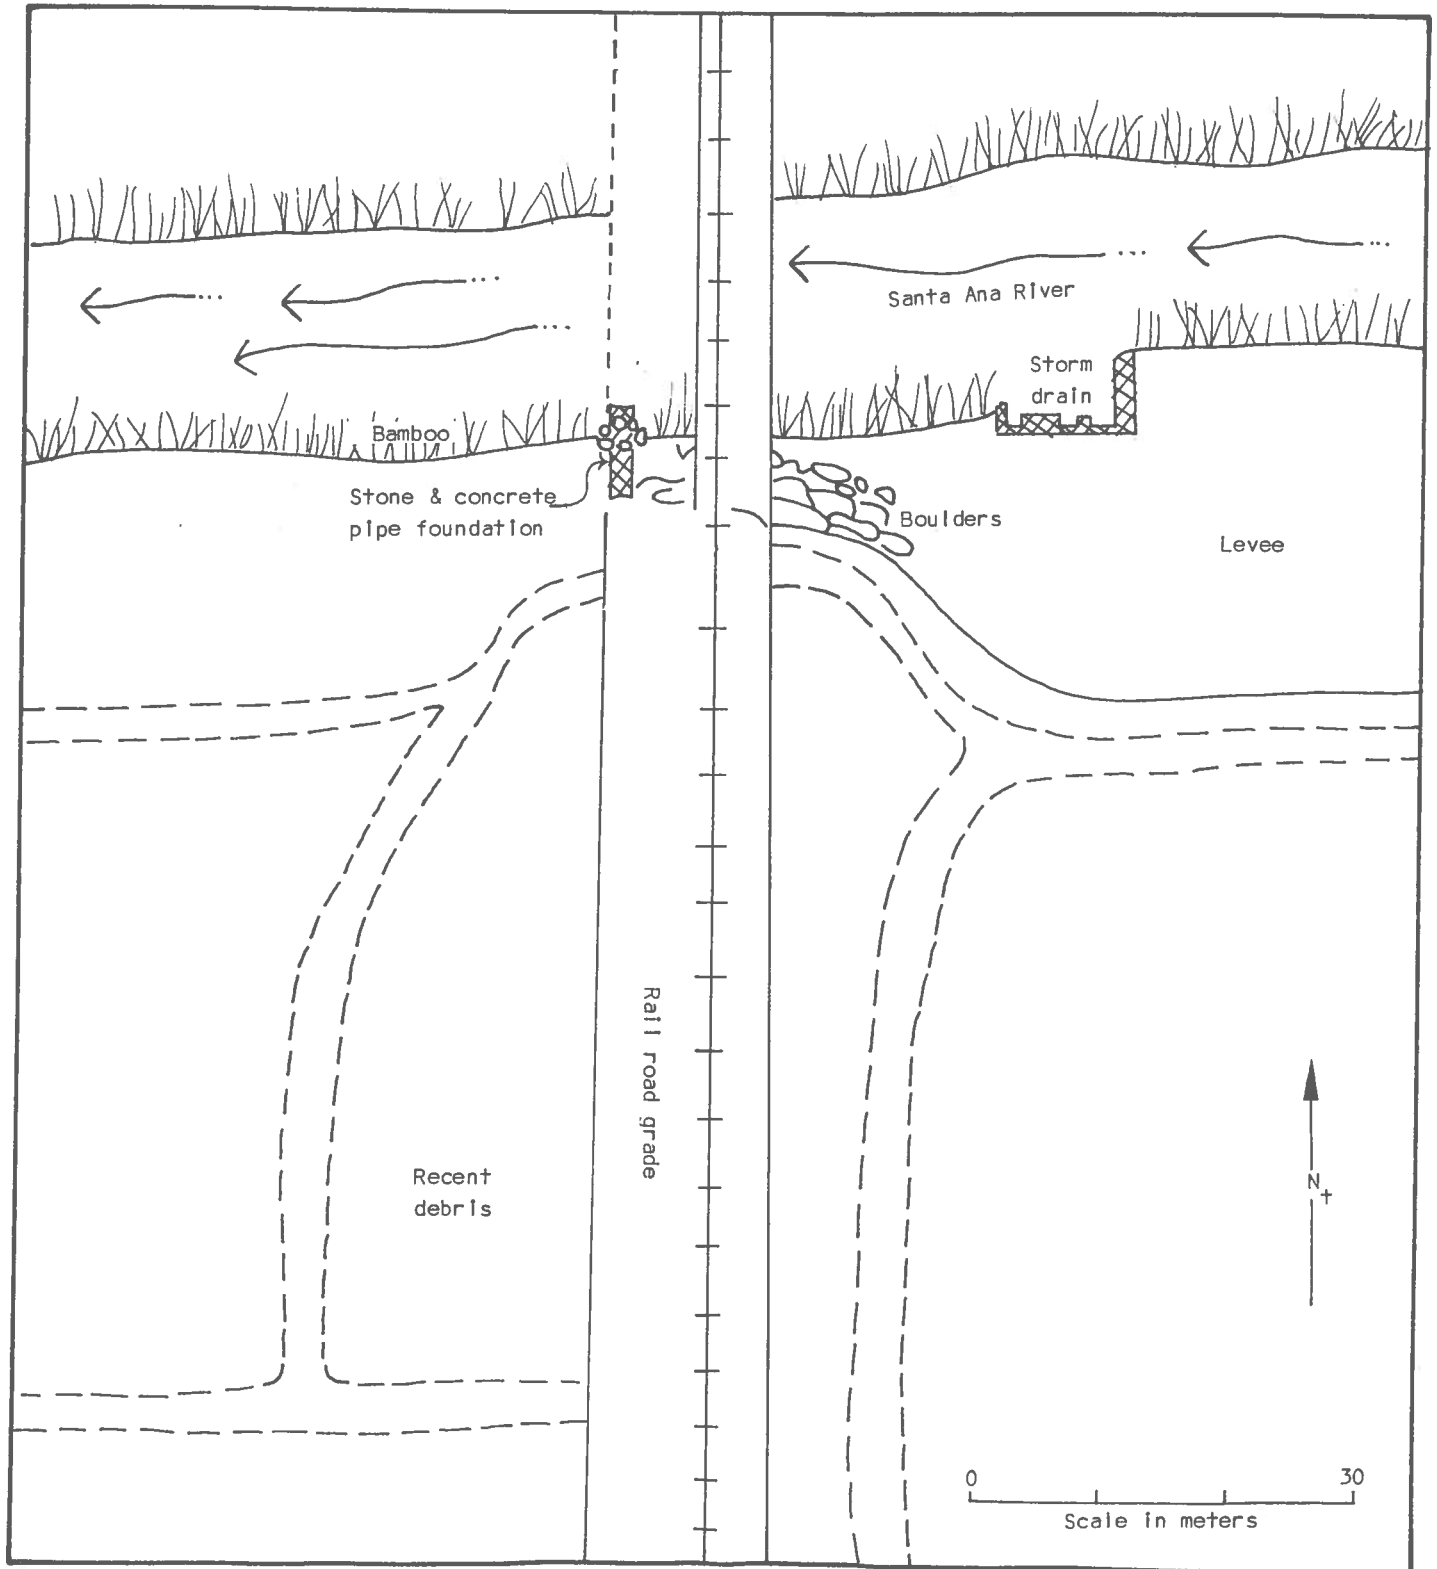 Santa Ana River
Storm
drain
Bamboo
Stone & concrete
pipe foundation
Boulders
Levee
Rail road grade
Recent
debris
N
0 30
Scale in meters